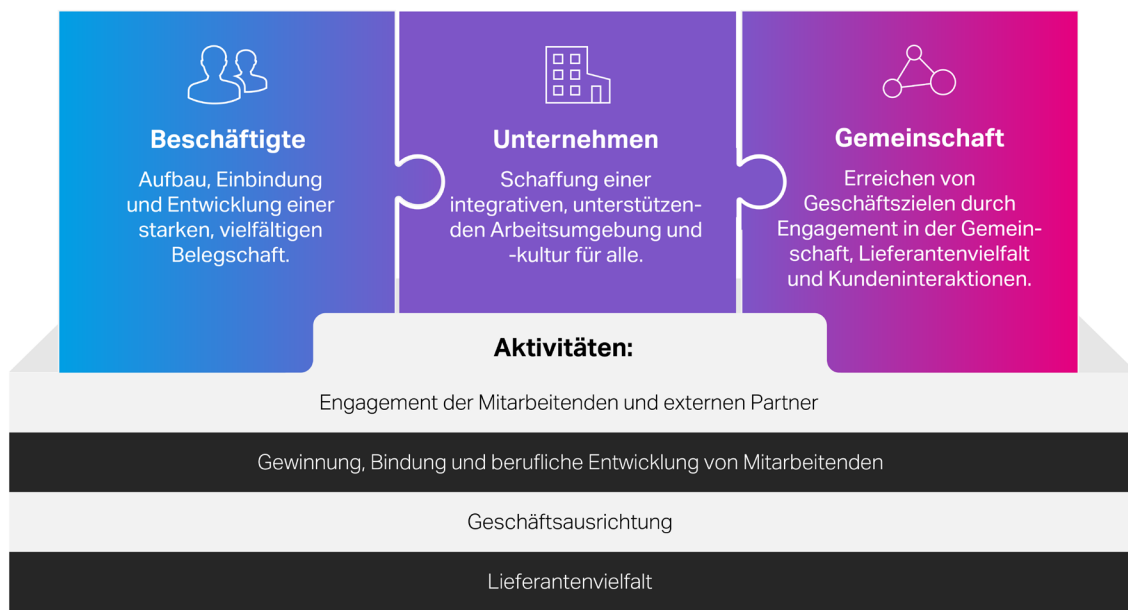 Beschäftigte
Aufbau, Einbindung
und Entwicklung einer
starken, vielfältigen
Belegschaft.
Unternehmen
Schaffung einer
integrativen, unterstützen-
den Arbeitsumgebung und
-kultur für alle.
Gemeinschaft
Erreichen von
Geschäftszielen durch
Engagement in der Gemein-
schaft, Lieferantenvielfalt
und Kundeninteraktionen.
Aktivitäten:
Engagement der Mitarbeitenden und externen Partner
Gewinnung, Bindung und berufliche Entwicklung von Mitarbeitenden
Geschäftsausrichtung
Lieferantenvielfalt